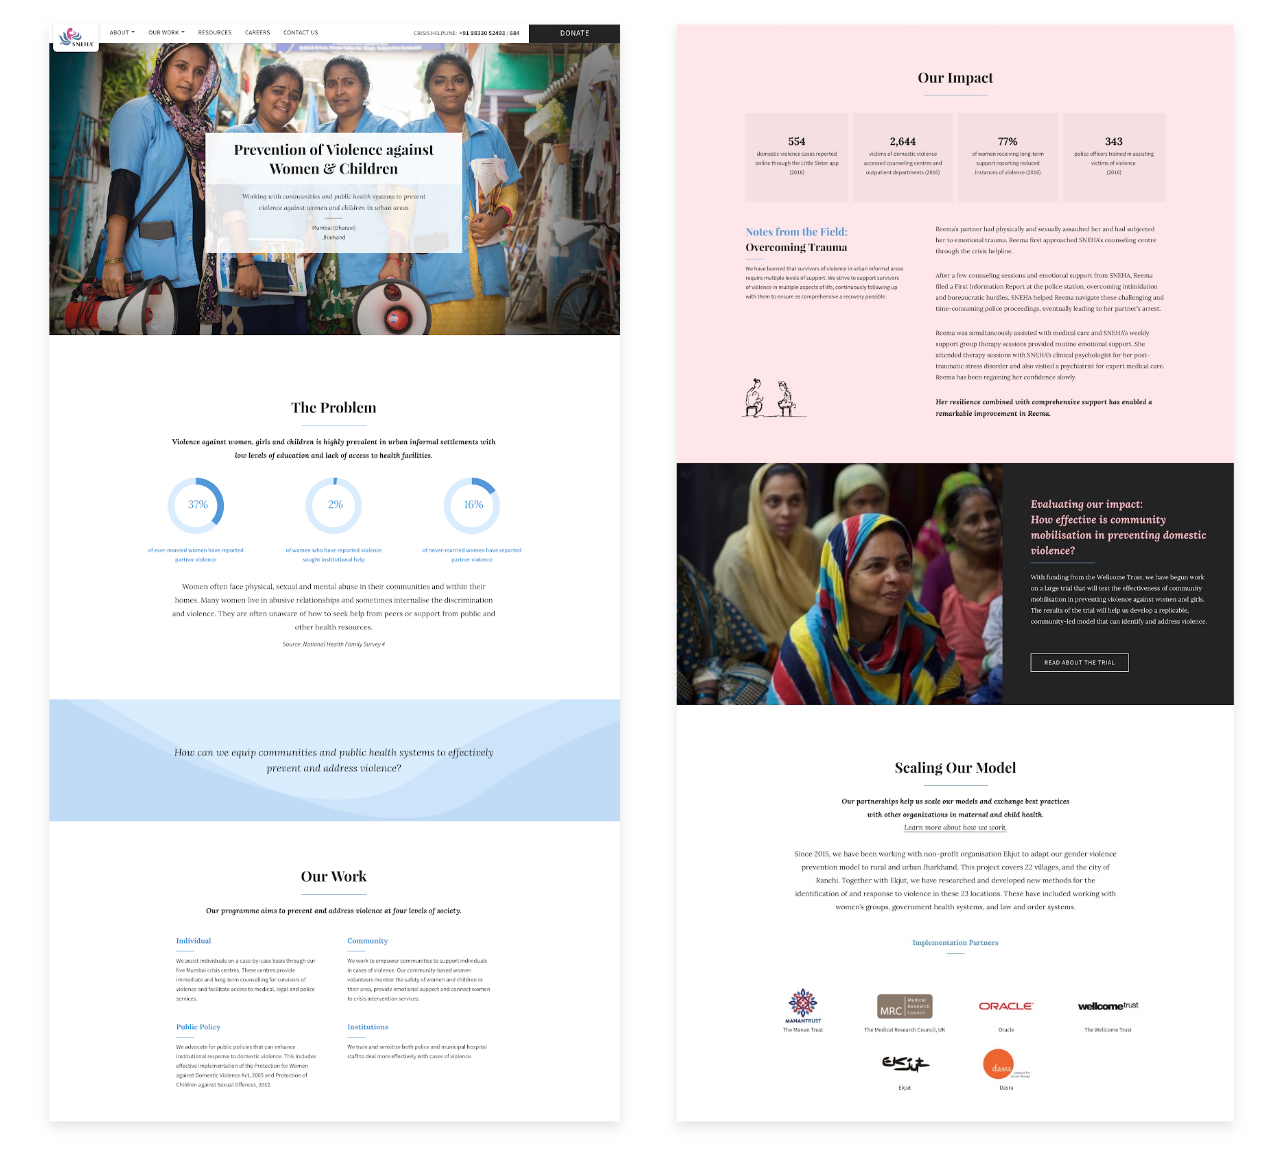 SNEHA
ABOUT
OUR WORK
RESOURCES
CAREERS
CONTACT US
CRISIS HELPLINE: +91 98330 52493 / 684
DONATE
Prevention of Violence against
Women & Children
Working with communities and public health systems to prevent
violence against women and children in urban areas
Mumbai (Dharavi)
Jharkand
The Problem
Violence against women, girls and children is highly prevalent in urban informal settlements with
low levels of education and lack of access to health facilities.
37%
of ever-married women have reported
partner violence
2%
of women who have reported violence
sought institutional help
16%
of never-married women have reported
partner violence
Women often face physical, sexual and mental abuse in their communities and within their
homes. Many women live in abusive relationships and sometimes internalise the discrimination
and violence. They are often unaware of how to seek help from peers or support from public and
other health resources.
Source: National Health Family Survey 4
How can we equip communities and public health systems to effectively
prevent and address violence?
Our Work
Our programme aims to prevent and address violence at four levels of society.
Individual
We assist individuals on a case-by-case basis through our
five Mumbai crisis centres. These centres provide
immediate and long-term counselling for survivors of
violence and facilitate access to medical, legal and police
services.
Community
We work to empower communities to support individuals
in cases of violence. Our community-based women
volunteers monitor the safety of women and children in
their area, provide emotional support and connect women
to crisis intervention services.
Public Policy
We advocate for public policies that can enhance
institutional response to domestic violence. This includes
effective implementation of the Protection for Women
against Domestic Violence Act, 2005 and Protection of
Children against Sexual Offences, 2012.
Institutions
We train and sensitise both police and municipal hospital
staff to deal more effectively with cases of violence.
Our Impact
554
domestic violence cases reported
online through the Little Sister app
(2016)
2,644
victims of domestic violence
accessed counseling centres and
outpatient departments (2016)
77%
of women receiving long-term
support reporting reduced
instances of violence (2016)
343
police officers trained in assisting
victims of violence
(2016)
Notes from the Field:
Overcoming Trauma
We have learned that survivors of violence in urban informal areas
require multiple levels of support. We strive to support survivors
of violence in multiple aspects of life, continuously following up
with them to ensure as comprehensive a recovery possible.
Reema's partner had physically and sexually assaulted her and had subjected
her to emotional trauma. Reema first approached SNEHA's counseling centre
through the crisis helpline.
After a few counseling sessions and emotional support from SNEHA, Reema
filed a First Information Report at the police station, overcoming intimidation
and bureaucratic hurdles. SNEHA helped Reema navigate these challenging and
time-consuming police proceedings, eventually leading to her partner's arrest.
Reema was simultaneously assisted with medical care and SNEHA's weekly
support group therapy sessions provided routine emotional support. She
attended therapy sessions with SNEHA's clinical psychologist for her post-
traumatic stress disorder and also visited a psychiatrist for expert medical care.
Reema has been regaining her confidence slowly.
Her resilience combined with comprehensive support has enabled a
remarkable improvement in Reema.
Evaluating our impact:
How effective is community
mobilisation in preventing domestic
violence?
With funding from the Wellcome Trust, we have begun work
on a large trial that will test the effectiveness of community
mobilisation in preventing violence against women and girls.
The results of the trial will help us develop a replicable,
community-led model that can identify and address violence.
READ ABOUT THE TRIAL
Scaling Our Model
Our partnerships help us scale our models and exchange best practices
with other organizations in maternal and child health.
Learn more about how we work.
Since 2015, we have been working with non-profit organisation Ekjut to adapt our gender violence
prevention model to rural and urban Jharkhand. This project covers 22 villages, and the city of
Ranchi. Together with Ekjut, we have researched and developed new methods for the
identification of and response to violence in these 23 locations. These have included working with
women's groups, government health systems, and law and order systems.
Implementation Partners
MANANTRUST
The Manan Trust
MRC
Medical
Research
Council
The Medical Research Council, UK
ORACLE
Oracle
wellcometrust
The Wellcome Trust
EKJUT
Ekjut
dasra
Dasra